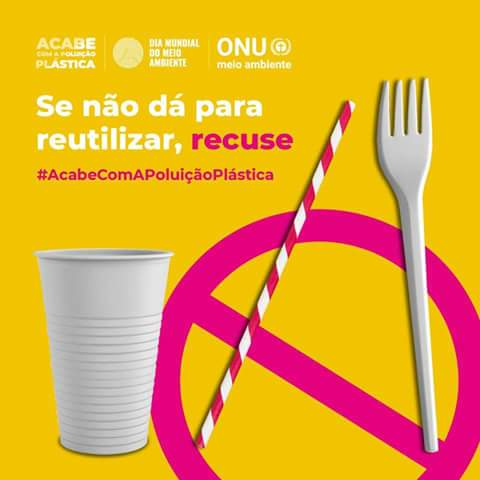 ACABE
COM A POLUIÇÃO
PLÁSTICA
DIA MUNDIAL
DO MEIO
AMBIENTE
ONU
meio ambiente
Se não dá para
reutilizar, recuse
#AcabeComAPoluiçãoPlástica